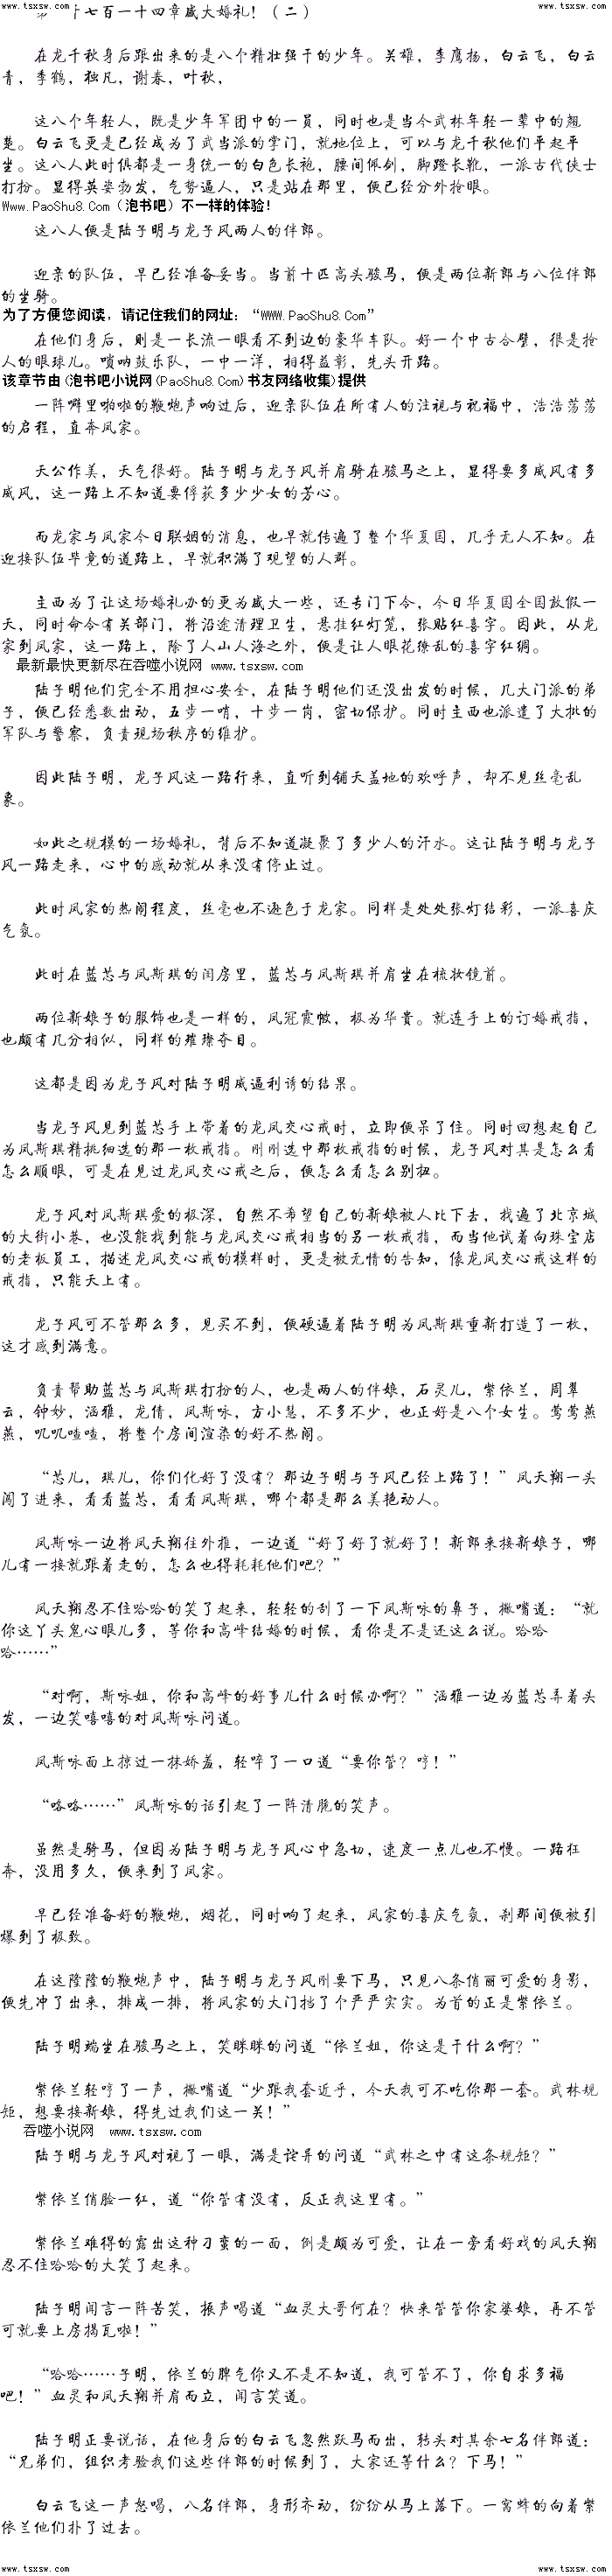 www.tsxsw.com www.tsxsw.com
十七百一十四章盛大婚礼！（二）
在龙千秋身后跟出来的是八个精壮强干的少年。关雄，李鹰扬，白云飞，白云
青，季鹤，独凡，谢春，叶秋，
这八个年轻人，既是少年军团中的一员，同时也是当今武林年轻一辈中的翘
楚。白云飞更是已经成为了武当派的掌门，就地位上，可以与龙千秋他们平起平
坐。这八人此时俱都是一身统一的白色长袍，腰间佩剑，脚蹬长靴，一派古代侠士
打扮。显得英姿勃发，气势逼人，只是站在那里，便已经分外抢眼。
Www.PaoShu8.Com（泡书吧）不一样的体验!
这八人便是陆子明与龙子风两人的伴郎。
迎亲的队伍，早已经准备妥当。当前十匹高头骏马，便是两位新郎与八位伴郎
的坐骑。
为了方便您阅读，请记住我们的网址：“WWW.PaoShu8.Com”
在他们身后，则是一长流一眼看不到边的豪华车队。好一个中古合璧，很是抢
人的眼球儿。唢呐鼓乐队，一中一洋，相得益彰，先头开路。
该章节由(泡书吧小说网(PaoShu8.Com)书友网络收集)提供
一阵噼里啪啦的鞭炮声响过后，迎亲队伍在所有人的注视与祝福中，浩浩荡荡
的启程，直奔凤家。
天公作美，天气很好。陆子明与龙子风并肩骑在骏马之上，显得要多威风有多
威风，这一路上不知道要俘获多少少女的芳心。
而龙家与凤家今日联姻的消息，也早就传遍了整个华夏国，几乎无人不知。在
迎接队伍毕竟的道路上，早就积满了观望的人群。
主西为了让这场婚礼办的更为盛大一些，还专门下令，今日华夏国全国放假一
天，同时命令有关部门，将沿途清理卫生，悬挂红灯笼，张贴红喜字。因此，从龙
家到凤家，这一路上，除了人山人海之外，便是让人眼花缭乱的喜字红绸。
最新最快更新尽在吞噬小说网 www.tsxsw.com
陆子明他们完全不用担心安全，在陆子明他们还没出发的时候，几大门派的弟
子，便已经悉数出动，五步一哨，十步一岗，密切保护。同时主西也派遣了大批的
军队与警察，负责现场秩序的维护。
因此陆子明，龙子风这一路行来，直听到铺天盖地的欢呼声，却不见丝毫乱
象。
如此之规模的一场婚礼，背后不知道凝聚了多少人的汗水。这让陆子明与龙子
风一路走来，心中的感动就从来没有停止过。
此时凤家的热闹程度，丝毫也不逊色于龙家。同样是处处张灯结彩，一派喜庆
气氛。
此时在蓝芯与凤斯琪的闺房里，蓝芯与凤斯琪并肩坐在梳妆镜前。
两位新娘子的服饰也是一样的，凤冠霞帔，极为华贵。就连手上的订婚戒指，
也颇有几分相似，同样的璀璨夺目。
这都是因为龙子风对陆子明威逼利诱的结果。
当龙子风见到蓝芯手上带着的龙凤交心戒时，立即便呆了住。同时回想起自己
为凤斯琪精挑细选的那一枚戒指。刚刚选中那枚戒指的时候，龙子风对其是怎么看
怎么顺眼，可是在见过龙凤交心戒之后，便怎么看怎么别扭。
龙子风对凤斯琪爱的极深，自然不希望自己的新娘被人比下去，找遍了北京城
的大街小巷，也没能找到能与龙凤交心戒相当的另一枚戒指，而当他试着向珠宝店
的老板员工，描述龙凤交心戒的模样时，更是被无情的告知，像龙凤交心戒这样的
戒指，只能天上有。
龙子风可不管那么多，见买不到，便硬逼着陆子明为凤斯琪重新打造了一枚，
这才感到满意。
负责帮助蓝芯与凤斯琪打扮的人，也是两人的伴娘，石灵儿，紫依兰，周翠
云，钟妙，涵雅，龙倩，凤斯咏，方小慧，不多不少，也正好是八个女生。莺莺燕
燕，叽叽喳喳，将整个房间渲染的好不热闹。
“芯儿，琪儿，你们化好了没有？那边子明与子风已经上路了！”凤天翔一头
闯了进来，看看蓝芯，看看凤斯琪，哪个都是那么美艳动人。
凤斯咏一边将凤天翔往外推，一边道“好了好了就好了！新郎来接新娘子，哪
儿有一接就跟着走的，怎么也得耗耗他们吧？”
凤天翔忍不住哈哈的笑了起来，轻轻的刮了一下凤斯咏的鼻子，撇嘴道：“就
你这丫头鬼心眼儿多，等你和高峰结婚的时候，看你是不是还这么说。哈哈
哈……”
“对啊，斯咏姐，你和高峰的好事儿什么时候办啊？”涵雅一边为蓝芯弄着头
发，一边笑嘻嘻的对凤斯咏问道。
凤斯咏面上掠过一抹娇羞，轻啐了一口道“要你管？哼！”
“咯咯……”凤斯咏的话引起了一阵清脆的笑声。
虽然是骑马，但因为陆子明与龙子风心中急切，速度一点儿也不慢。一路狂
奔，没用多久，便来到了凤家。
早已经准备好的鞭炮，烟花，同时响了起来，凤家的喜庆气氛，刹那间便被引
爆到了极致。
在这隆隆的鞭炮声中，陆子明与龙子风刚要下马，只见八条俏丽可爱的身影，
便先冲了出来，排成一排，将凤家的大门挡了个严严实实。为首的正是紫依兰。
陆子明端坐在骏马之上，笑眯眯的问道“依兰姐，你这是干什么啊？”
紫依兰轻哼了一声，撇嘴道“少跟我套近乎，今天我可不吃你那一套。武林规
矩，想要接新娘，得先过我们这一关！”
吞噬小说网 www.tsxsw.com
陆子明与龙子风对视了一眼，满是诧异的问道“武林之中有这条规矩？”
紫依兰俏脸一红，道“你管有没有，反正我这里有。”
紫依兰难得的露出这种刁蛮的一面，倒是颇为可爱，让在一旁看好戏的凤天翔
忍不住哈哈的大笑了起来。
陆子明闻言一阵苦笑，振声喝道“血灵大哥何在？快来管管你家婆娘，再不管
可就要上房揭瓦啦！”
“哈哈……子明，依兰的脾气你又不是不知道，我可管不了，你自求多福
吧！”血灵和凤天翔并肩而立，闻言笑道。
陆子明正要说话，在他身后的白云飞忽然跃马而出，转头对其余七名伴郎道：
“兄弟们，组织考验我们这些伴郎的时候到了，大家还等什么？下马！”
白云飞这一声怒喝，八名伴郎，身形齐动，纷纷从马上落下。一窝蜂的向着紫
依兰他们扑了过去。
www.tsxsw.com www.tsxsw.com